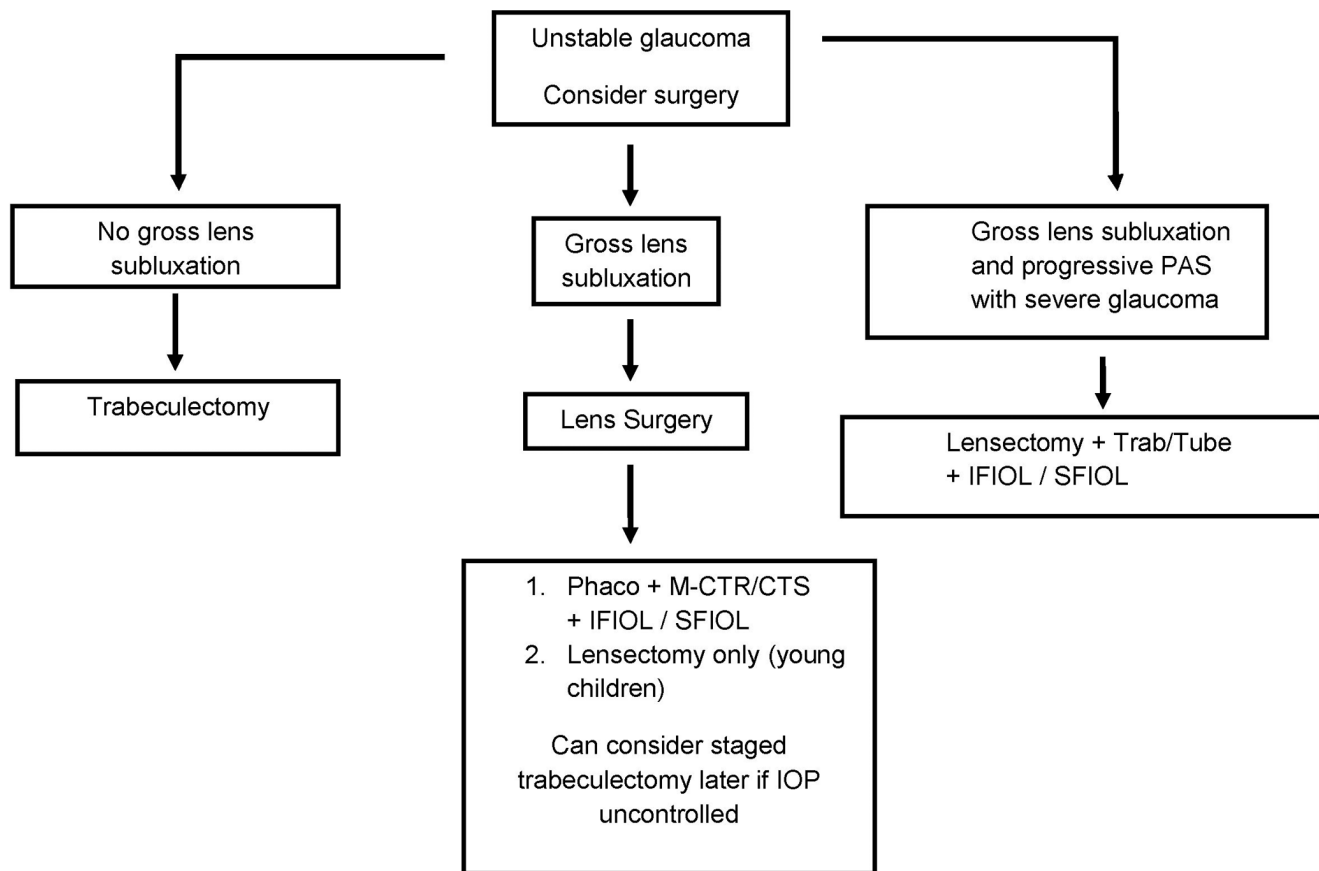 Unstable glaucoma
Consider surgery
No gross lens
subluxation
Trabeculectomy
Gross lens
subluxation
Lens Surgery
1. Phaco + M-CTR/CTS
+ IFIOL / SFIOL
2. Lensectomy only (young
children)
Can consider staged
trabeculectomy later if IOP
uncontrolled
Gross lens subluxation
and progressive PAS
with severe glaucoma
Lensectomy + Trab/Tube
+ IFIOL / SFIOL